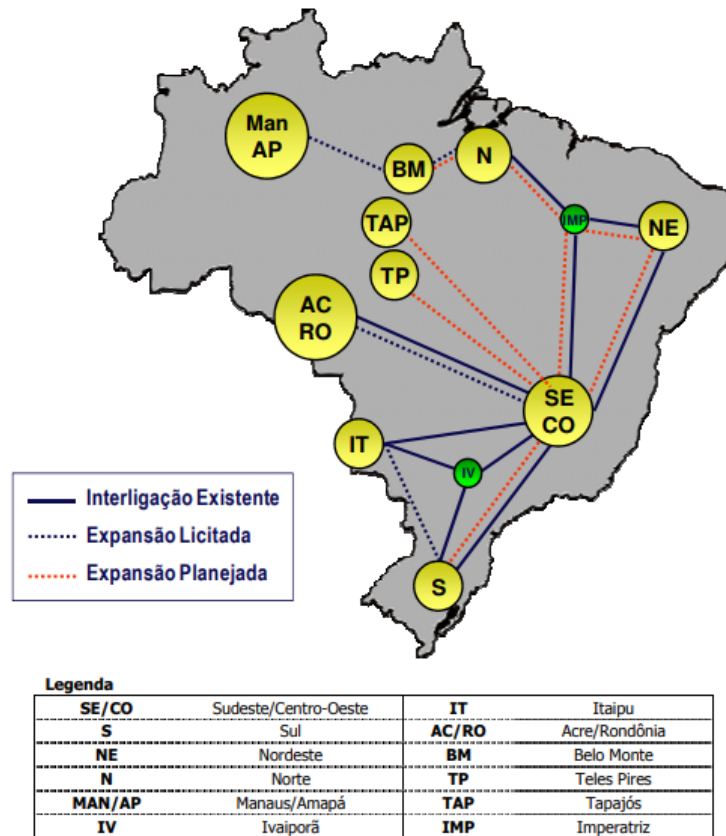 Man
AP
BM
N
IMP
NE
TAP
TP
AC
RO
SE
CO
IT
IV
S
Interligação Existente
Expansão Licitada
Expansão Planejada
Legenda
SE/CO Sudeste/Centro-Oeste IT Itaipu
S Sul AC/RO Acre/Rondônia
NE Nordeste BM Belo Monte
N Norte TP Teles Pires
MAN/AP Manaus/Amapá TAP Tapajós
IV Ivaiporã IMP Imperatriz